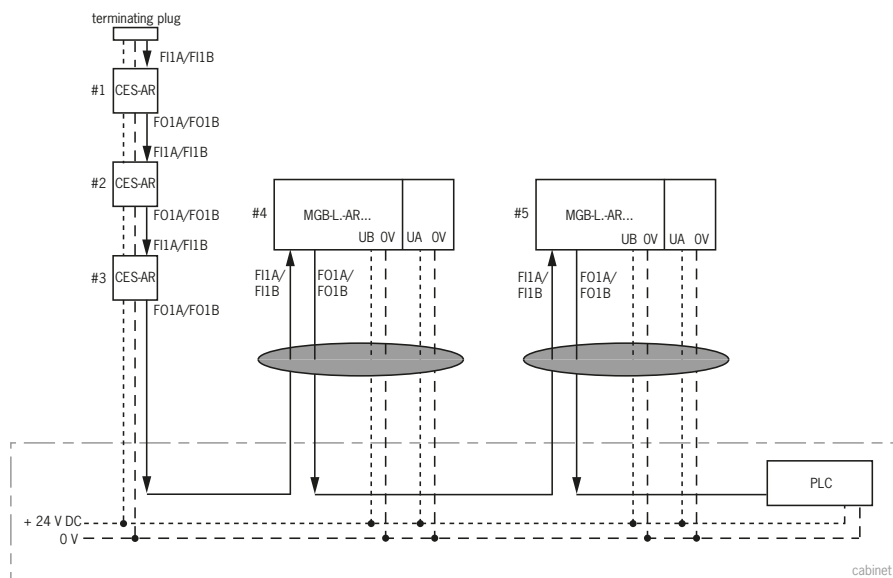 terminating plug
FI1A/FI1B
#1 CES-AR
FO1A/FO1B
FI1A/FI1B
#2 CES-AR
FO1A/FO1B
FI1A/FI1B
#3 CES-AR
FO1A/FO1B
#4 MGB-L.-AR...
UB 0V UA 0V
FI1A/
FI1B
FO1A/
FO1B
#5 MGB-L.-AR...
UB 0V UA 0V
FI1A/
FI1B
FO1A/
FO1B
PLC
+ 24 V DC
0 V
cabinet